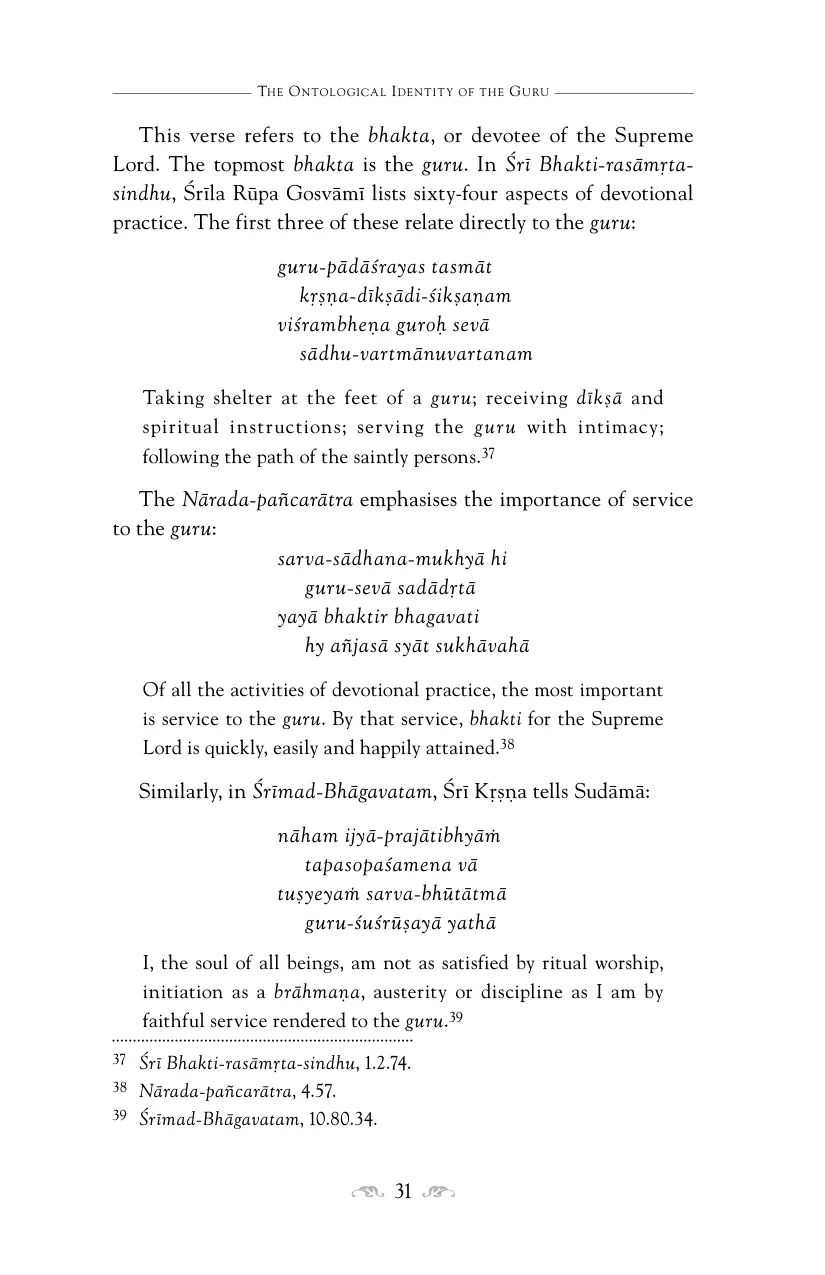 The Ontological Identity of the Guru
This verse refers to the bhakta, or devotee of the Supreme
Lord. The topmost bhakta is the guru. In Śrī Bhakti-rasāmṛta-
sindhu, Śrīla Rūpa Gosvāmī lists sixty-four aspects of devotional
practice. The first three of these relate directly to the guru:
guru-pādāśrayas tasmāt
kṛṣṇa-dīkṣādi-śikṣaṇam
viśrambheṇa guroḥ sevā
sādhu-vartmānuvartanam
Taking shelter at the feet of a guru; receiving dīkṣā and
spiritual instructions; serving the guru with intimacy;
following the path of the saintly persons.37
The Nārada-pañcarātra emphasises the importance of service
to the guru:
sarva-sādhana-mukhyā hi
guru-sevā sadādṛtā
yayā bhaktir bhagavati
hy añjasā syāt sukhāvahā
Of all the activities of devotional practice, the most important
is service to the guru. By that service, bhakti for the Supreme
Lord is quickly, easily and happily attained.38
Similarly, in Śrīmad-Bhāgavatam, Śrī Kṛṣṇa tells Sudāmā:
nāham ijyā-prajātibhyāṁ
tapasopaśamena vā
tuṣyeyaṁ sarva-bhūtātmā
guru-śuśrūṣayā yathā
I, the soul of all beings, am not as satisfied by ritual worship,
initiation as a brāhmaṇa, austerity or discipline as I am by
faithful service rendered to the guru.39
37 Śrī Bhakti-rasāmṛta-sindhu, 1.2.74.
38 Nārada-pañcarātra, 4.57.
39 Śrīmad-Bhāgavatam, 10.80.34.
31